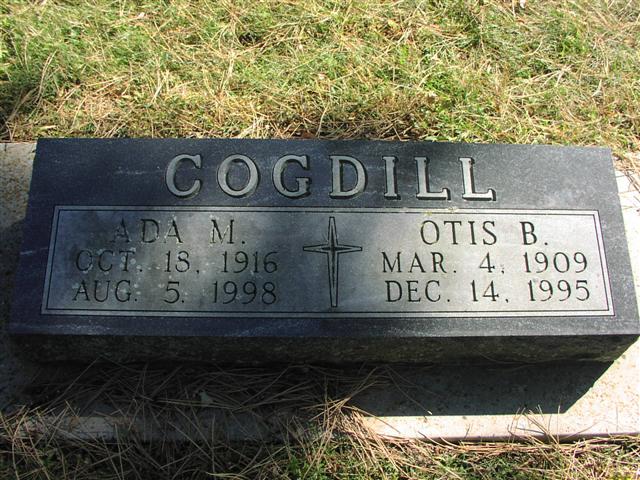 COGDILL
ADA M.
OCT. 18, 1916
AUG. 5, 1998
OTIS B.
MAR. 4, 1909
DEC. 14, 1995